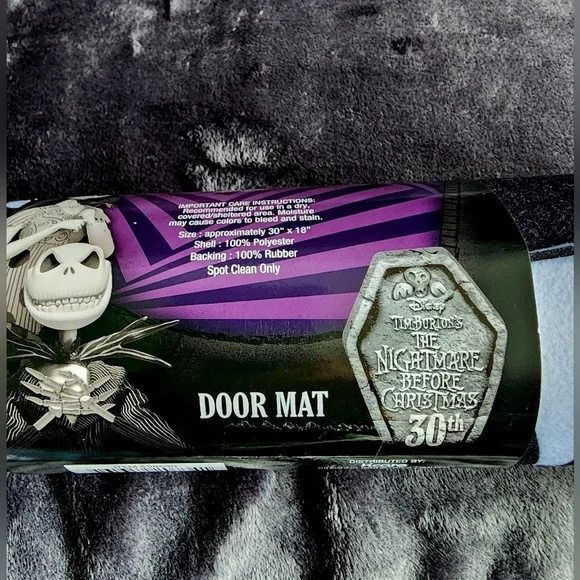 IMPORTANT CARE INSTRUCTIONS:
Recommended for use in a dry,
covered/sheltered area. Moisture
may cause colors to bleed and stain.
Size : approximately 30" x 18"
Shell : 100% Polyester
Backing : 100% Rubber
Spot Clean Only
DOOR MAT
Disney
TIM BURTON'S
THE
NIGHTMARE
BEFORE
CHRISTMAS
30th
DISTRIBUTED BY: